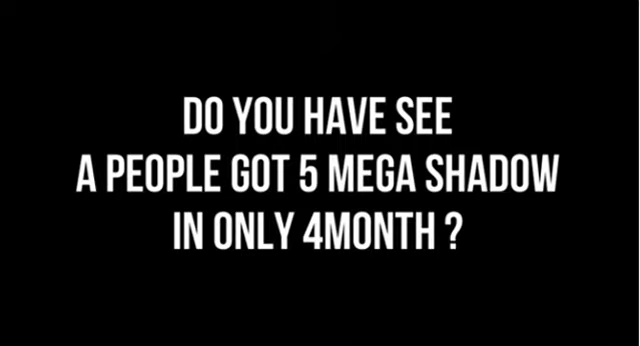 DO YOU HAVE SEE
A PEOPLE GOT 5 MEGA SHADOW
IN ONLY 4MONTH ?